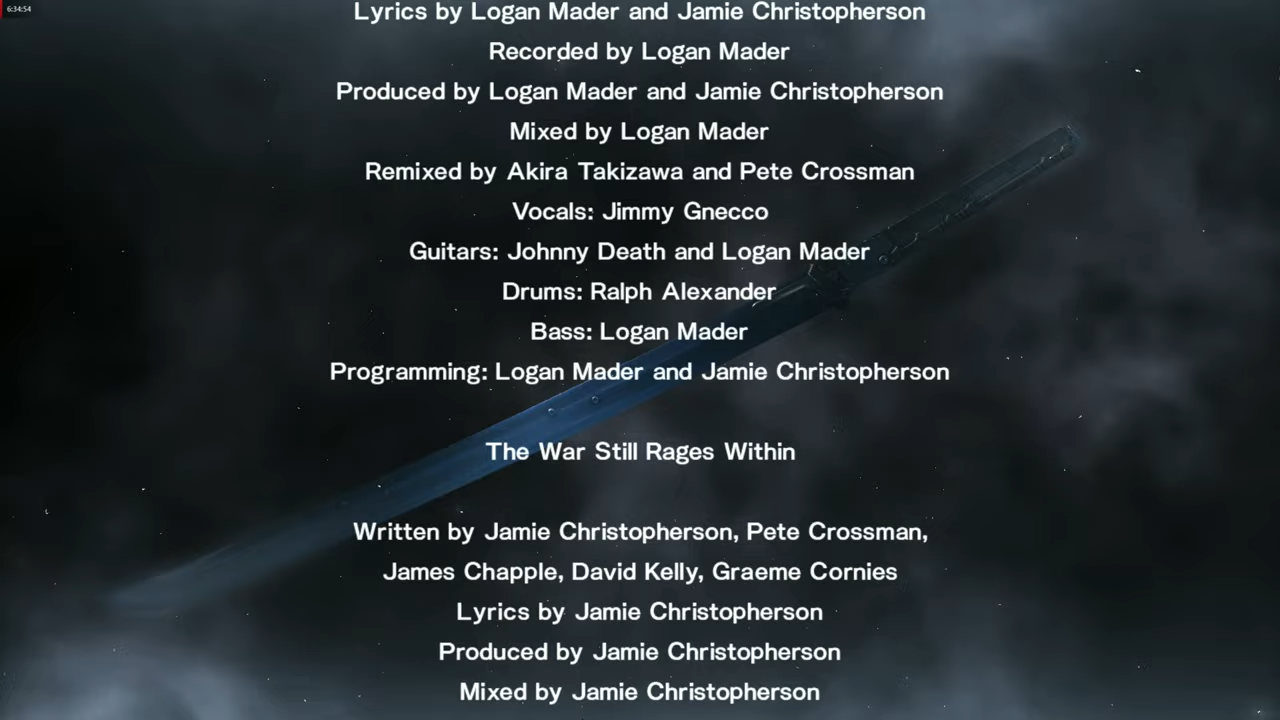 6:34:54
Lyrics by Logan Mader and Jamie Christopherson
Recorded by Logan Mader
Produced by Logan Mader and Jamie Christopherson
Mixed by Logan Mader
Remixed by Akira Takizawa and Pete Crossman
Vocals: Jimmy Gnecco
Guitars: Johnny Death and Logan Mader
Drums: Ralph Alexander
Bass: Logan Mader
Programming: Logan Mader and Jamie Christopherson
The War Still Rages Within
Written by Jamie Christopherson, Pete Crossman,
James Chapple, David Kelly, Graeme Cornies
Lyrics by Jamie Christopherson
Produced by Jamie Christopherson
Mixed by Jamie Christopherson